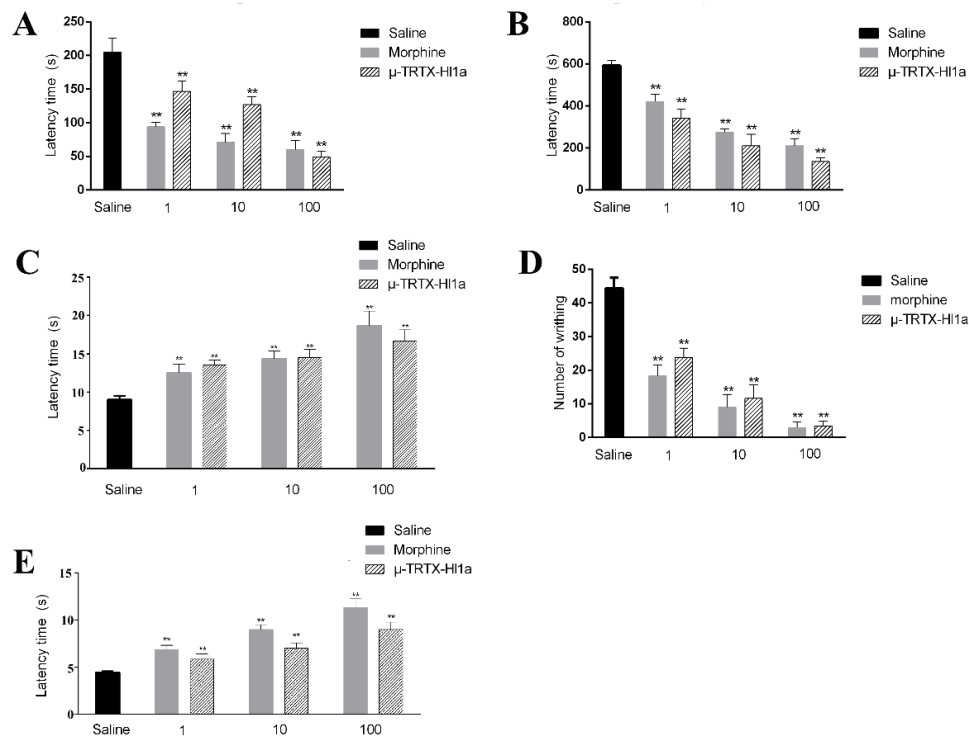 A
Latency time (s)
250
200
150
100
50
0
**
**
**
**
**
**
Saline
1
10
100
Saline
Morphine
μ-TRTX-Hl1a
B
Latency time (s)
800
600
400
200
0
**
**
**
**
**
**
Saline
1
10
100
Saline
Morphine
μ-TRTX-Hl1a
C
Latency time (s)
25
20
15
10
5
0
**
**
**
**
**
**
Saline
1
10
100
Saline
Morphine
μ-TRTX-Hl1a
D
Number of writhing
50
40
30
20
10
0
**
**
**
**
**
**
Saline
1
10
100
Saline
morphine
μ-TRTX-Hl1a
E
Latency time (s)
15
10
5
0
**
**
**
**
**
**
Saline
1
10
100
Saline
Morphine
μ-TRTX-Hl1a